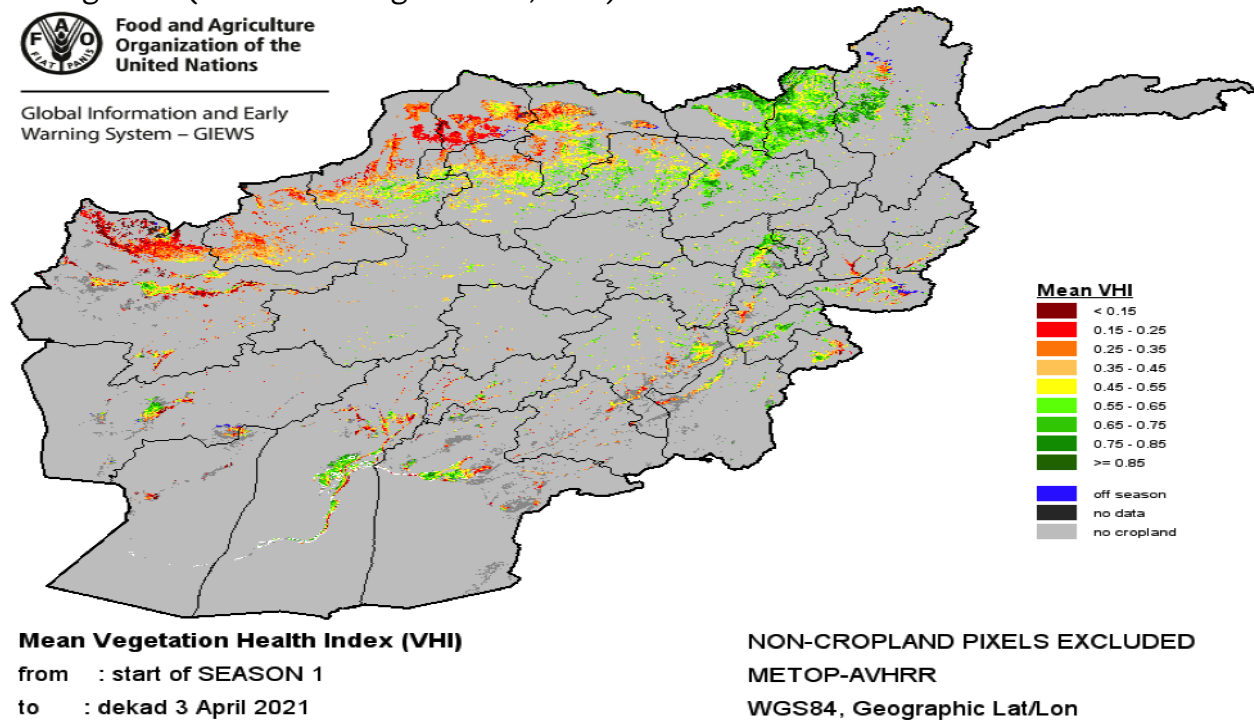 F A O
FIAT PANIS
Food and Agriculture
Organization of the
United Nations
Global Information and Early
Warning System – GIEWS
Mean VHI
< 0.15
0.15 - 0.25
0.25 - 0.35
0.35 - 0.45
0.45 - 0.55
0.55 - 0.65
0.65 - 0.75
0.75 - 0.85
>= 0.85
off season
no data
no cropland
Mean Vegetation Health Index (VHI)
from : start of SEASON 1
to : dekad 3 April 2021
NON-CROPLAND PIXELS EXCLUDED
METOP-AVHRR
WGS84, Geographic Lat/Lon